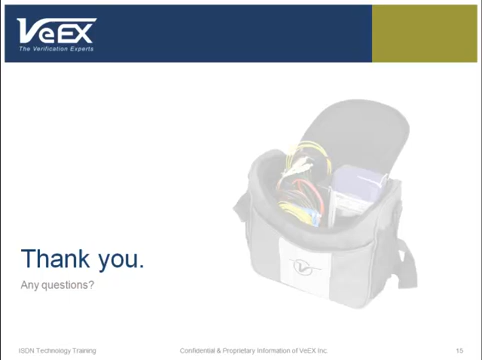 VeEX
The Verification Experts
Thank you.
Any questions?
ISDN Technology Training
Confidential & Proprietary Information of VeEX Inc.
15